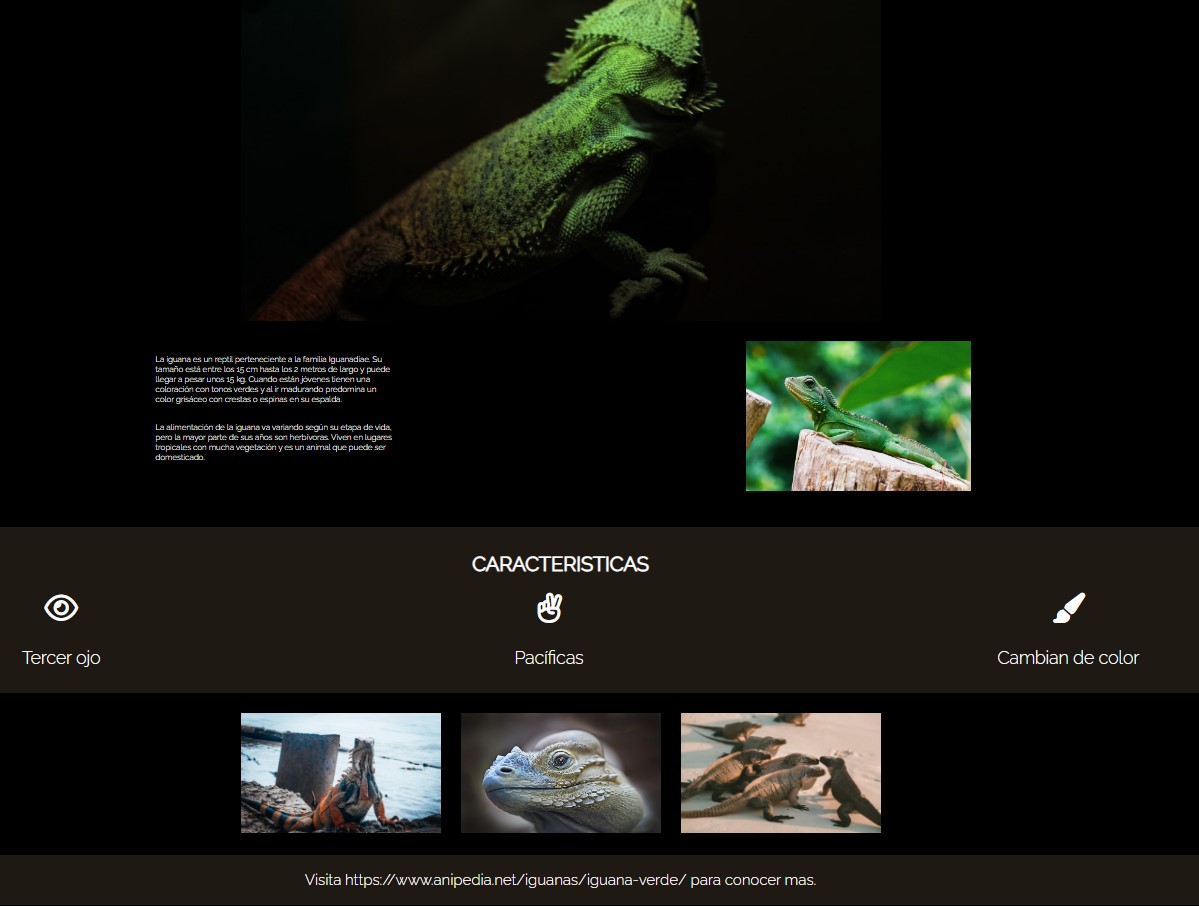 La iguana es un reptil perteneciente a la familia Iguanadiae. Su
tamaño está entre los 15 cm hasta los 2 metros de largo y puede
llegar a pesar unos 15 kg. Cuando están jóvenes tienen una
coloración con tonos verdes y al ir madurando predomina un
color grisáceo con crestas o espinas en su espalda.
La alimentación de la iguana va variando según su etapa de vida,
pero la mayor parte de sus años son herbívoras. Viven en lugares
tropicales con mucha vegetación y es un animal que puede ser
domesticado.
CARACTERISTICAS
Tercer ojo
Pacíficas
Cambian de color
Visita https://www.anipedia.net/iguanas/iguana-verde/ para conocer mas.